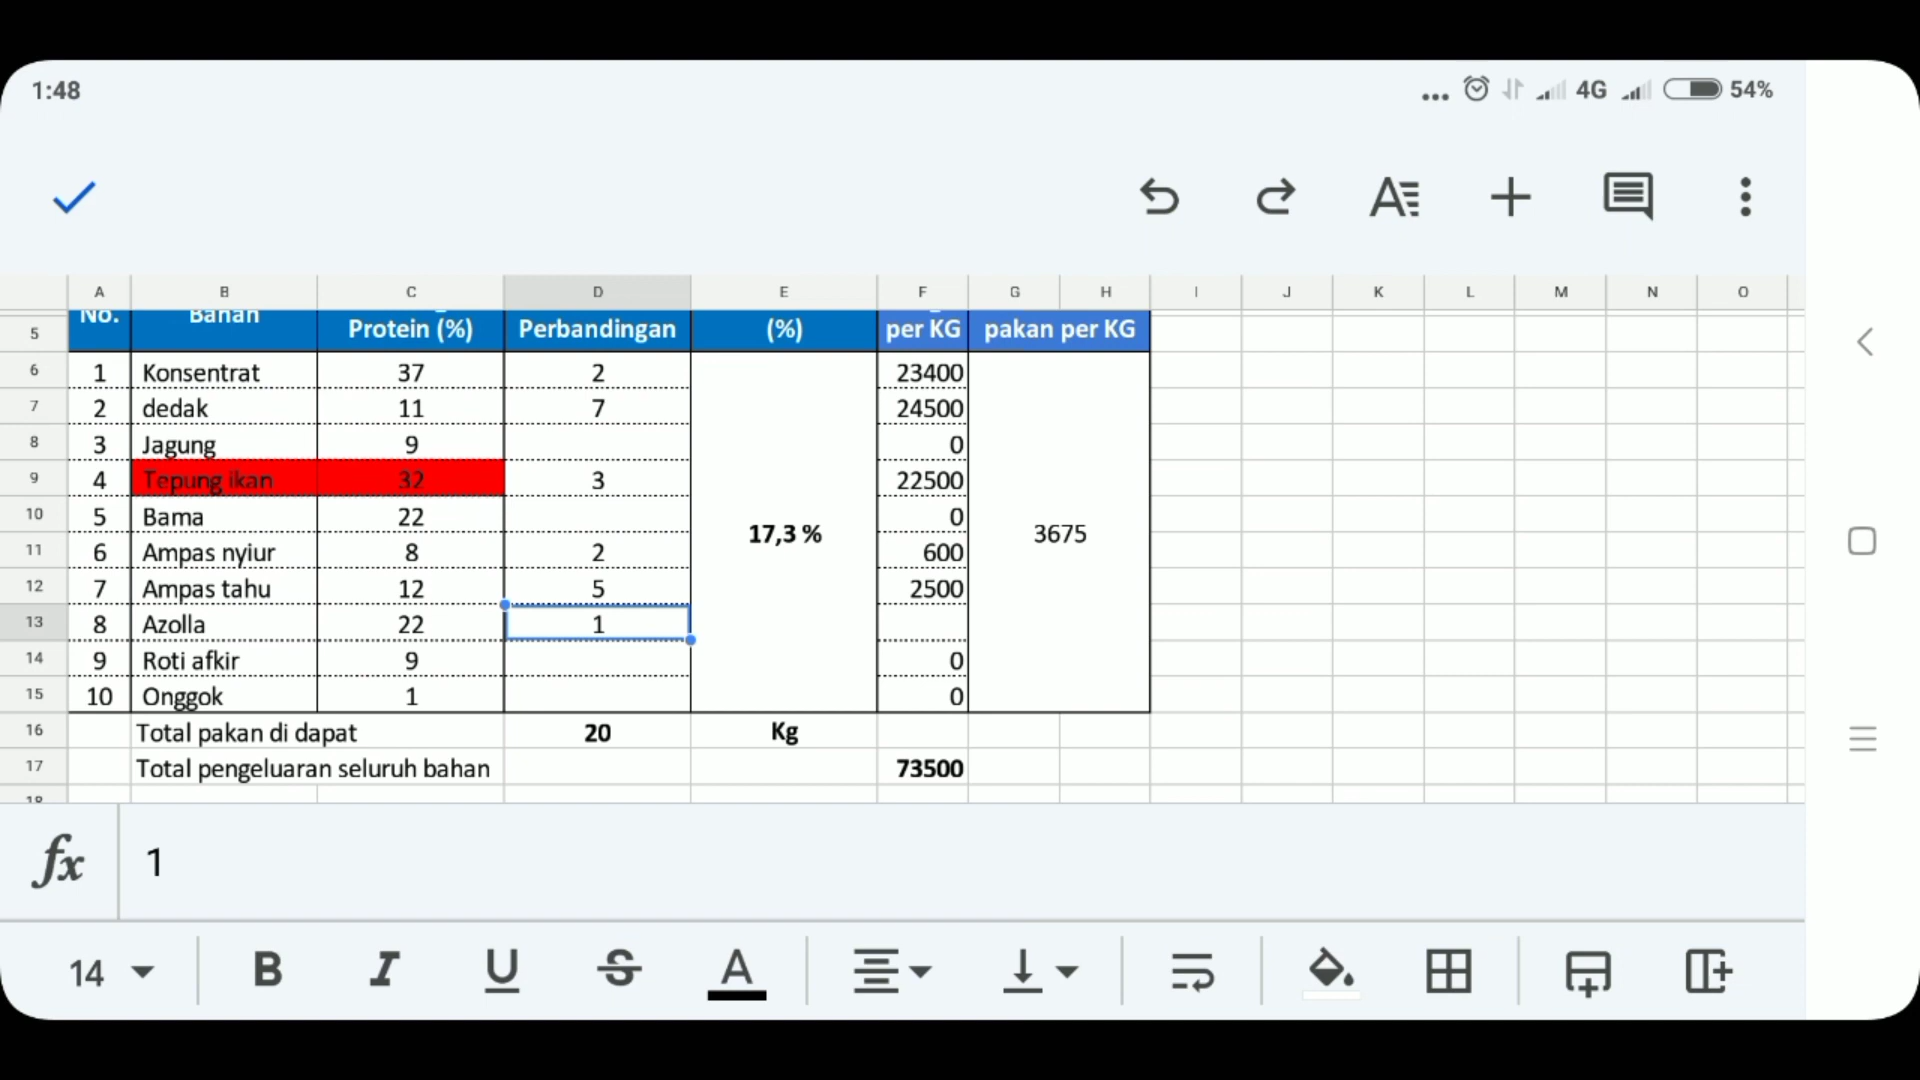 1:48 ... 4G 54%
A B C D E F G H I J K L M N O
No. Bahan
5 Protein (%) Perbandingan (%) per KG pakan per KG
6 1 Konsentrat 37 2 23400
7 2 dedak 11 7 24500
8 3 Jagung 9 0
9 4 Tepung ikan 32 3 22500
10 5 Bama 22 0
17,3 % 3675
11 6 Ampas nyiur 8 2 600
12 7 Ampas tahu 12 5 2500
13 8 Azolla 22 1
14 9 Roti afkir 9 0
15 10 Onggok 1 0
16 Total pakan di dapat 20 Kg
17 Total pengeluaran seluruh bahan 73500
18
fx 1
14 B I U S A